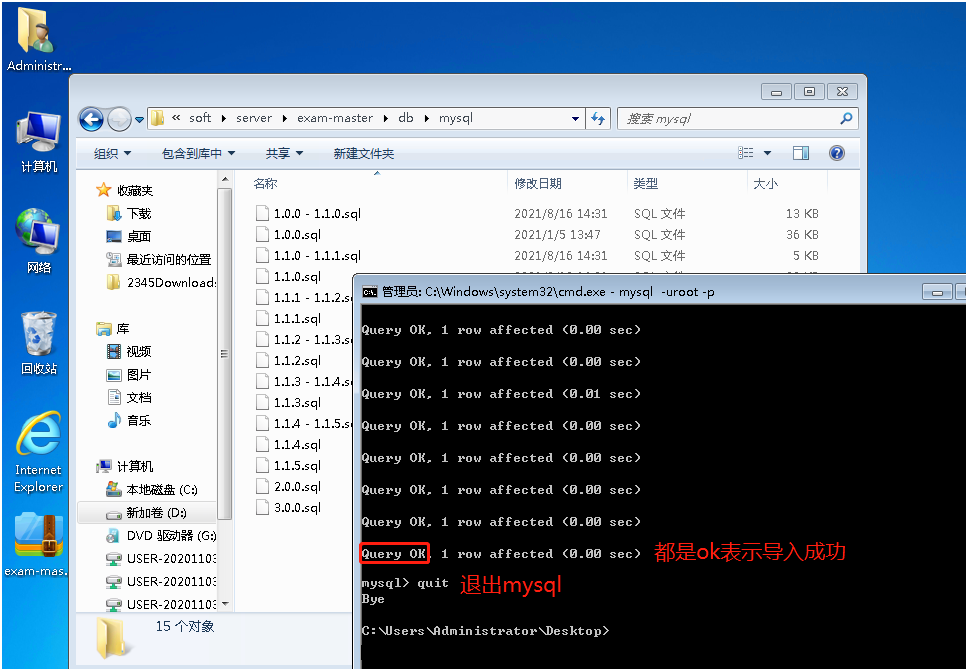 Administr...
计算机
网络
回收站
Internet
Explorer
exam-mas...
« soft server exam-master db mysql
搜索 mysql
组织 包含到库中 共享 新建文件夹
收藏夹
下载
桌面
最近访问的位置
2345Downloads
库
视频
图片
文档
音乐
计算机
本地磁盘 (C:)
新加卷 (D:)
DVD 驱动器 (G:)
USER-20201103
USER-20201103
USER-20201103
名称 修改日期 类型 大小
1.0.0 - 1.1.0.sql 2021/8/16 14:31 SQL 文件 13 KB
1.0.0.sql 2021/1/5 13:47 SQL 文件 36 KB
1.1.0 - 1.1.1.sql 2021/8/16 14:31 SQL 文件 5 KB
1.1.0.sql
1.1.1 - 1.1.2.s
1.1.1.sql
1.1.2 - 1.1.3.s
1.1.2.sql
1.1.3 - 1.1.4.s
1.1.3.sql
1.1.4 - 1.1.5.s
1.1.4.sql
1.1.5.sql
2.0.0.sql
3.0.0.sql
15 个对象
管理员: C:\Windows\system32\cmd.exe - mysql -uroot -p
Query OK, 1 row affected (0.00 sec)
Query OK, 1 row affected (0.00 sec)
Query OK, 1 row affected (0.01 sec)
Query OK, 1 row affected (0.00 sec)
Query OK, 1 row affected (0.00 sec)
Query OK, 1 row affected (0.00 sec)
Query OK, 1 row affected (0.00 sec)
Query OK, 1 row affected (0.00 sec) 都是ok表示导入成功
mysql> quit 退出mysql
Bye
C:\Users\Administrator\Desktop>